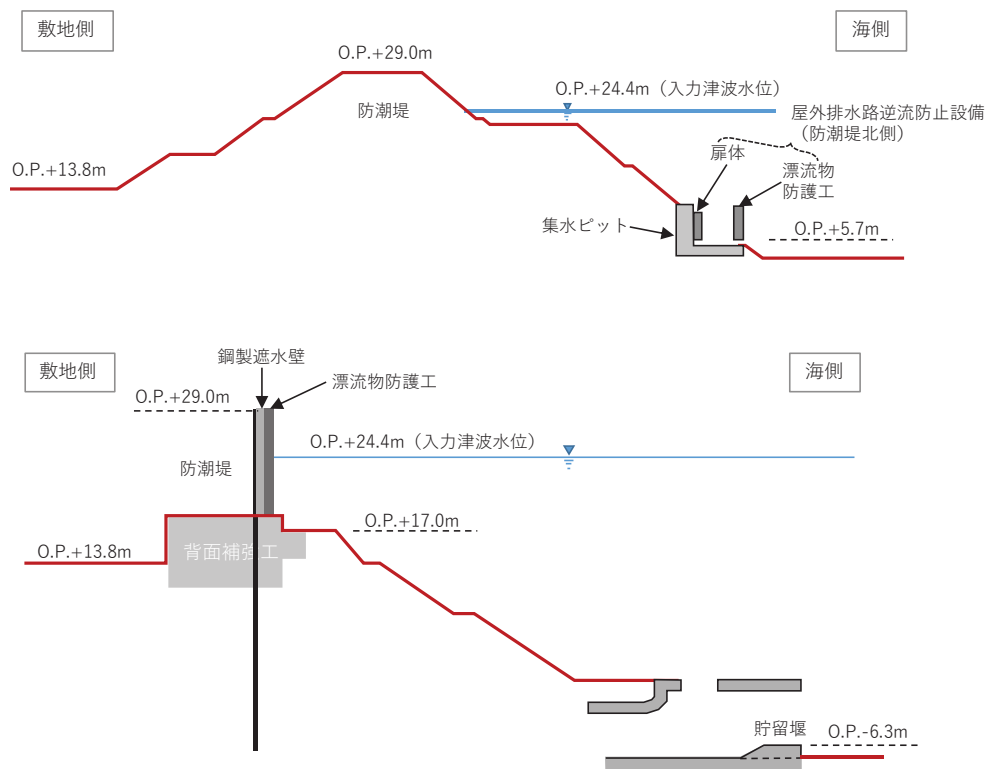 敷地側
海側
O.P.+29.0m
O.P.+24.4m（入力津波水位）
防潮堤
屋外排水路逆流防止設備
（防潮堤北側）
扉体
漂流物
防護工
O.P.+13.8m
集水ピット
O.P.+5.7m
鋼製遮水壁
敷地側
海側
漂流物防護工
O.P.+29.0m
O.P.+24.4m（入力津波水位）
防潮堤
O.P.+17.0m
背面補強工
O.P.+13.8m
貯留堰
O.P.-6.3m